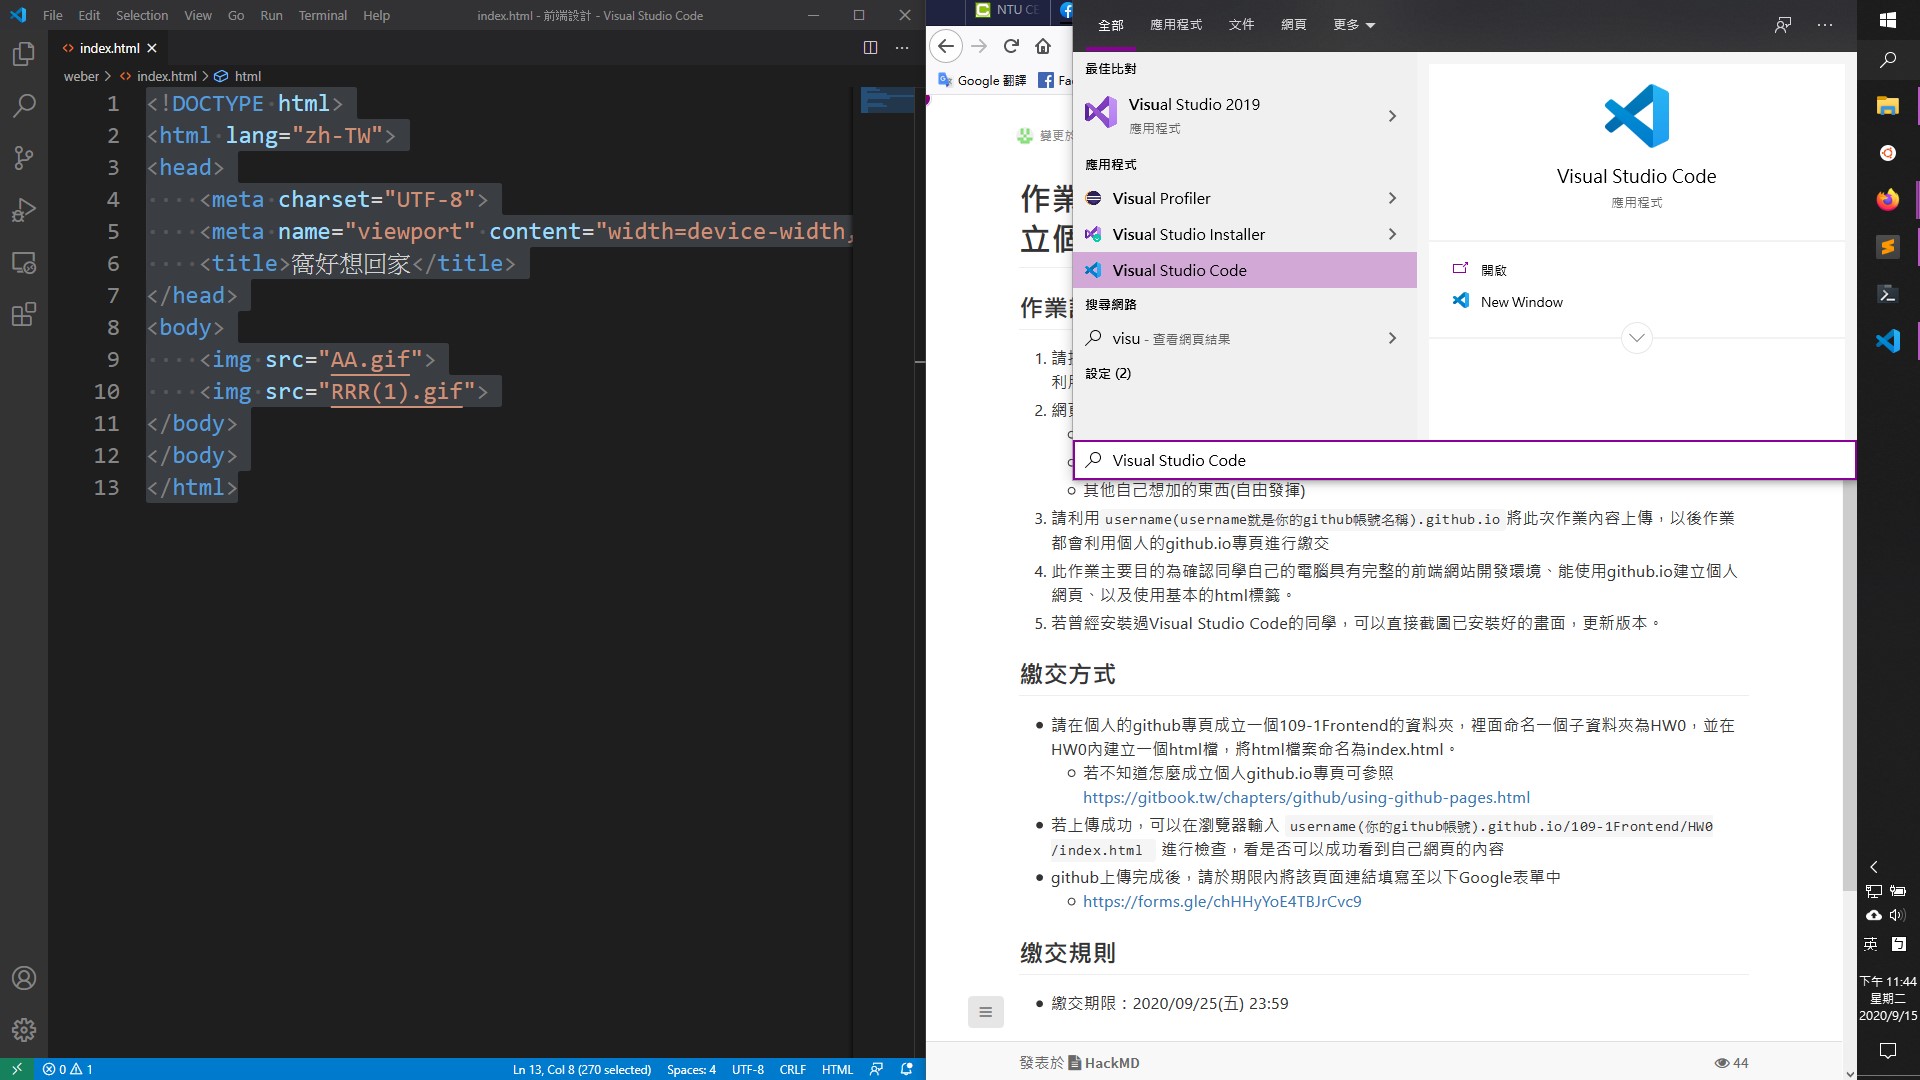 File Edit Selection View Go Run Terminal Help
index.html - 前端設計 - Visual Studio Code
index.html
weber > index.html > html
1 <!DOCTYPE html>
2 <html lang="zh-TW">
3 <head>
4 <meta charset="UTF-8">
5 <meta name="viewport" content="width=device-width,
6 <title>窩好想回家</title>
7 </head>
8 <body>
9 <img src="AA.gif">
10 <img src="RRR(1).gif">
11 </body>
12 </body>
13 </html>
0 1
Ln 13, Col 8 (270 selected) Spaces: 4 UTF-8 CRLF HTML
NTU CE
Google 翻譯 Fa
變更於
作業
立個
作業
1. 請
利用
2. 網頁
全部 應用程式 文件 網頁 更多
最佳比對
Visual Studio 2019
應用程式
應用程式
Visual Profiler
Visual Studio Installer
Visual Studio Code
搜尋網路
visu - 查看網頁結果
設定 (2)
Visual Studio Code
應用程式
開啟
New Window
Visual Studio Code
其他自己想加的東西(自由發揮)
3. 請利用 username(username就是你的github帳號名稱).github.io 將此次作業內容上傳，以後作業
都會利用個人的github.io專頁進行繳交
4. 此作業主要目的為確認同學自己的電腦具有完整的前端網站開發環境、能使用github.io建立個人
網頁、以及使用基本的html標籤。
5. 若曾經安裝過Visual Studio Code的同學，可以直接截圖已安裝好的畫面，更新版本。
繳交方式
請在個人的github專頁成立一個109-1Frontend的資料夾，裡面命名一個子資料夾為HW0，並在
HW0內建立一個html檔，將html檔案命名為index.html。
若不知道怎麼成立個人github.io專頁可參照
https://gitbook.tw/chapters/github/using-github-pages.html
若上傳成功，可以在瀏覽器輸入 username(你的github帳號).github.io/109-1Frontend/HW0
/index.html 進行檢查，看是否可以成功看到自己網頁的內容
github上傳完成後，請於期限內將該頁面連結填寫至以下Google表單中
https://forms.gle/chHHyYoE4TBJrCvc9
繳交規則
繳交期限：2020/09/25(五) 23:59
發表於 HackMD
44
英 ㄅ
下午 11:44
星期二
2020/9/15